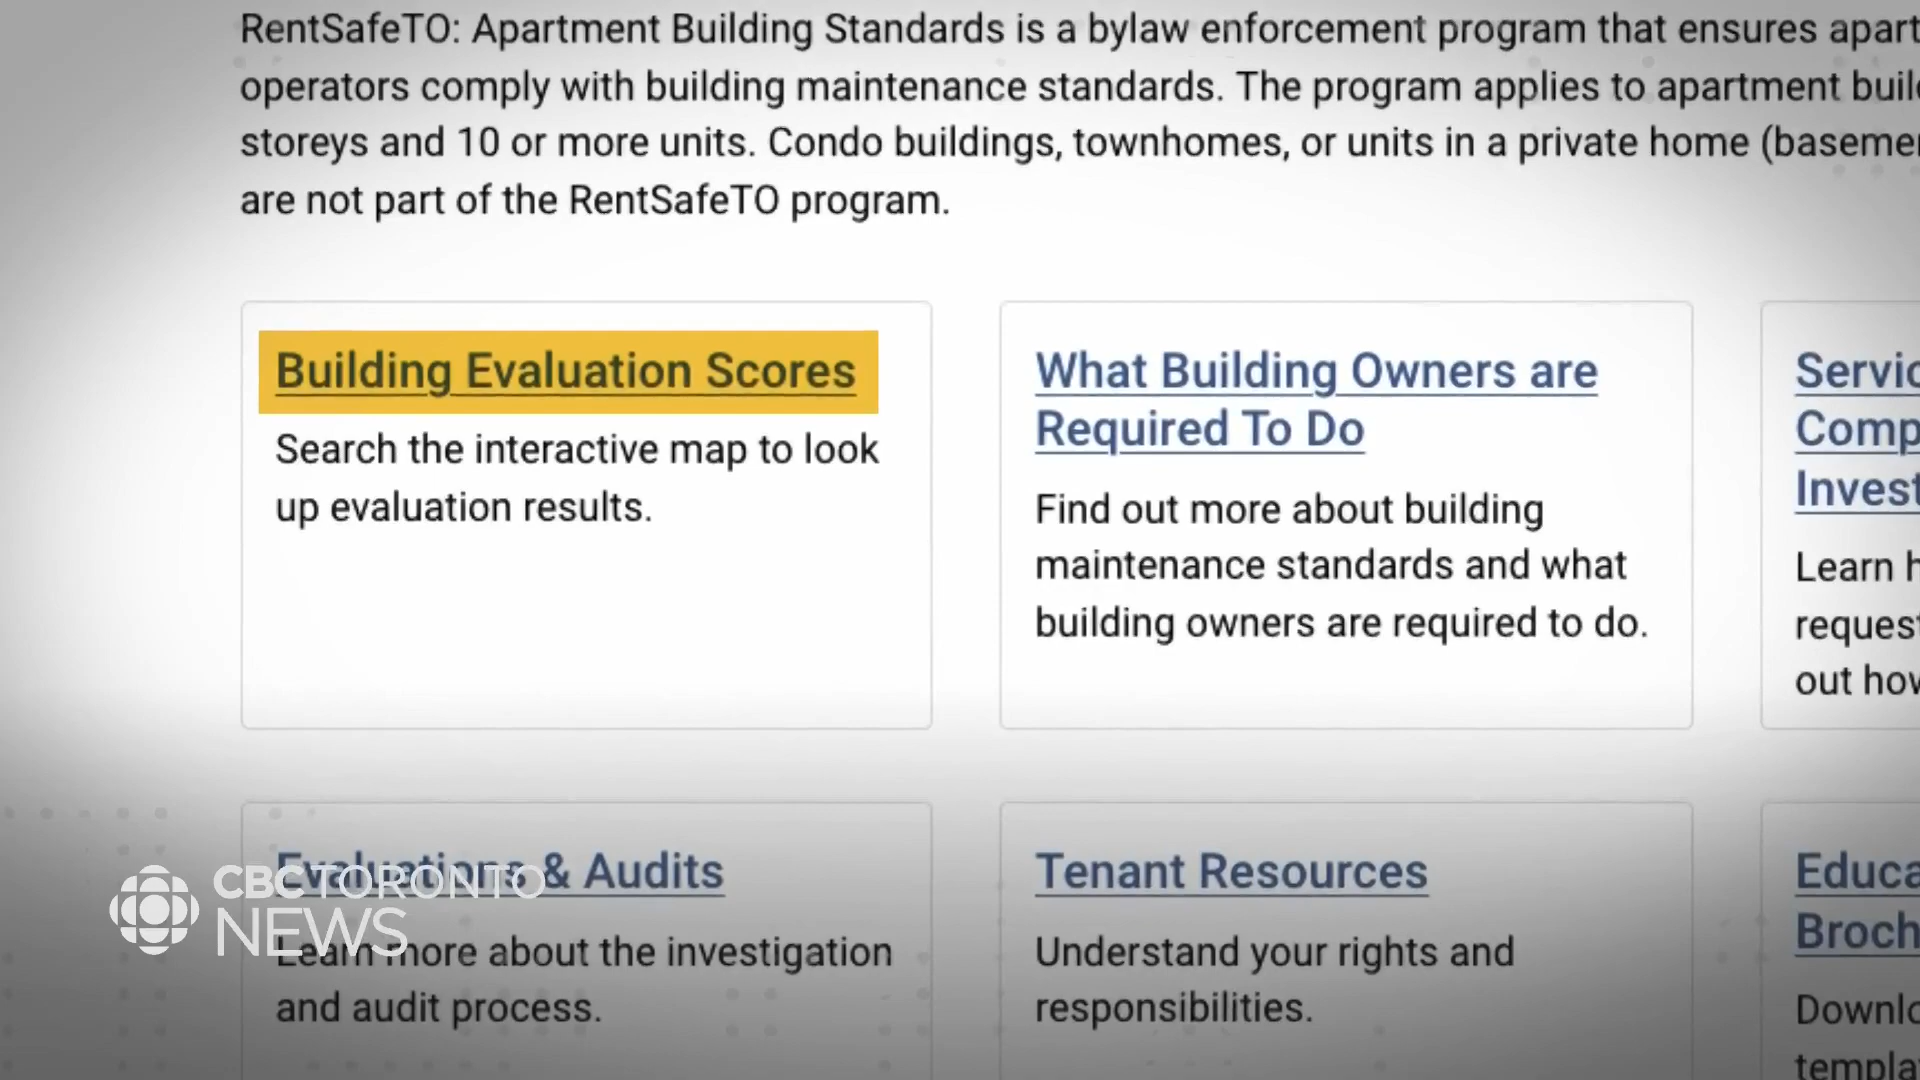 RentSafeTO: Apartment Building Standards is a bylaw enforcement program that ensures apart
operators comply with building maintenance standards. The program applies to apartment buil
storeys and 10 or more units. Condo buildings, townhomes, or units in a private home (baseme
are not part of the RentSafeTO program.
Building Evaluation Scores
Search the interactive map to look
up evaluation results.
What Building Owners are
Required To Do
Find out more about building
maintenance standards and what
building owners are required to do.
Servic
Comp
Invest
Learn h
request
out how
Evaluations & Audits
Learn more about the investigation
and audit process.
Tenant Resources
Understand your rights and
responsibilities.
Educa
Broch
Downlo
templa
CBC TORONTO
NEWS